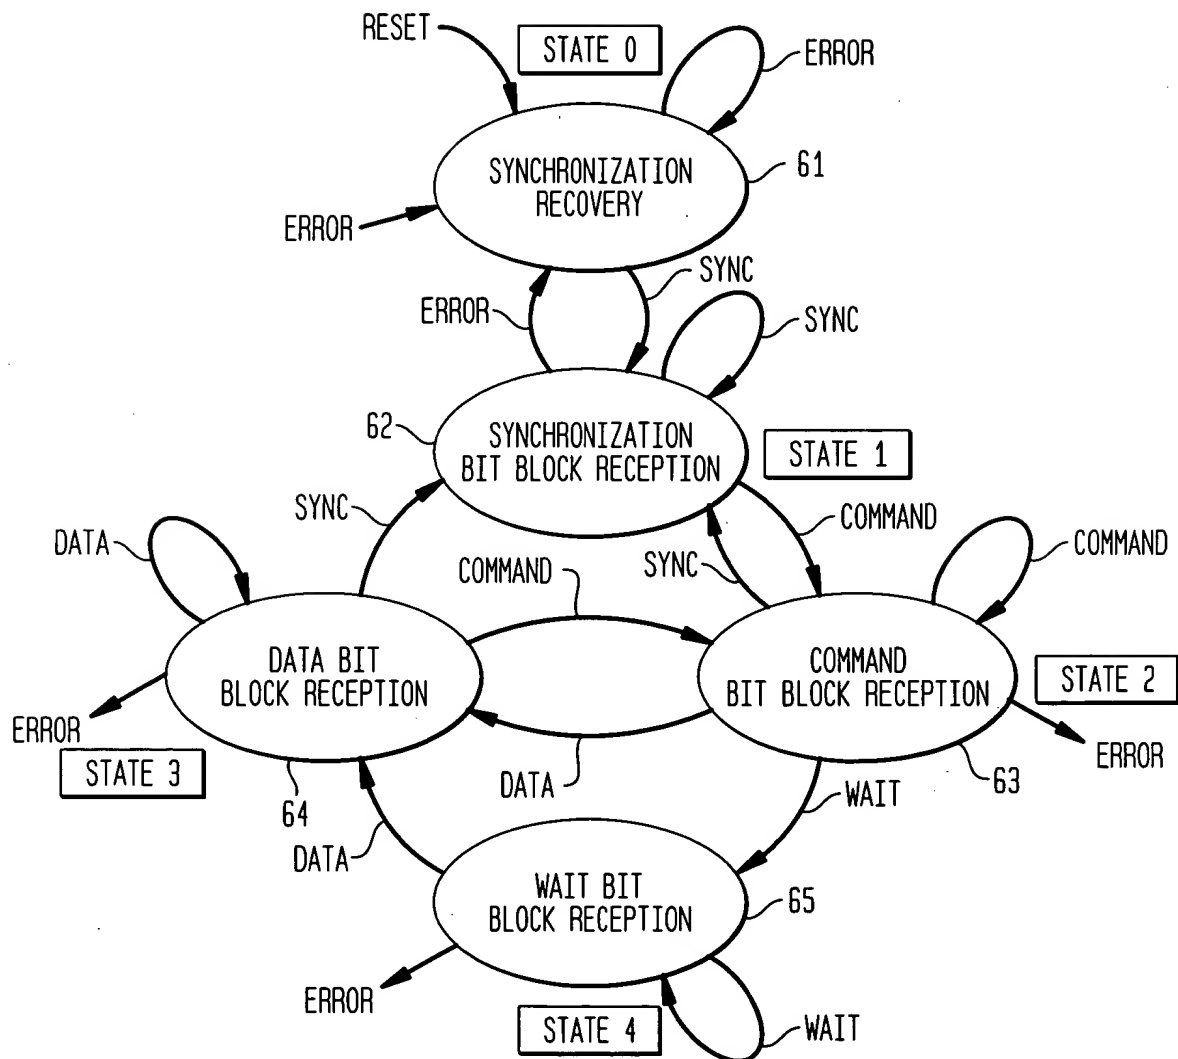 RESET
STATE 0
ERROR
SYNCHRONIZATION
RECOVERY
61
ERROR
SYNC
ERROR
SYNC
62
SYNCHRONIZATION
BIT BLOCK RECEPTION
STATE 1
SYNC
COMMAND
DATA
COMMAND
SYNC
COMMAND
DATA BIT
BLOCK RECEPTION
COMMAND
BIT BLOCK RECEPTION
STATE 2
ERROR
STATE 3
DATA
ERROR
64
63
WAIT
DATA
WAIT BIT
BLOCK RECEPTION
65
ERROR
STATE 4
WAIT